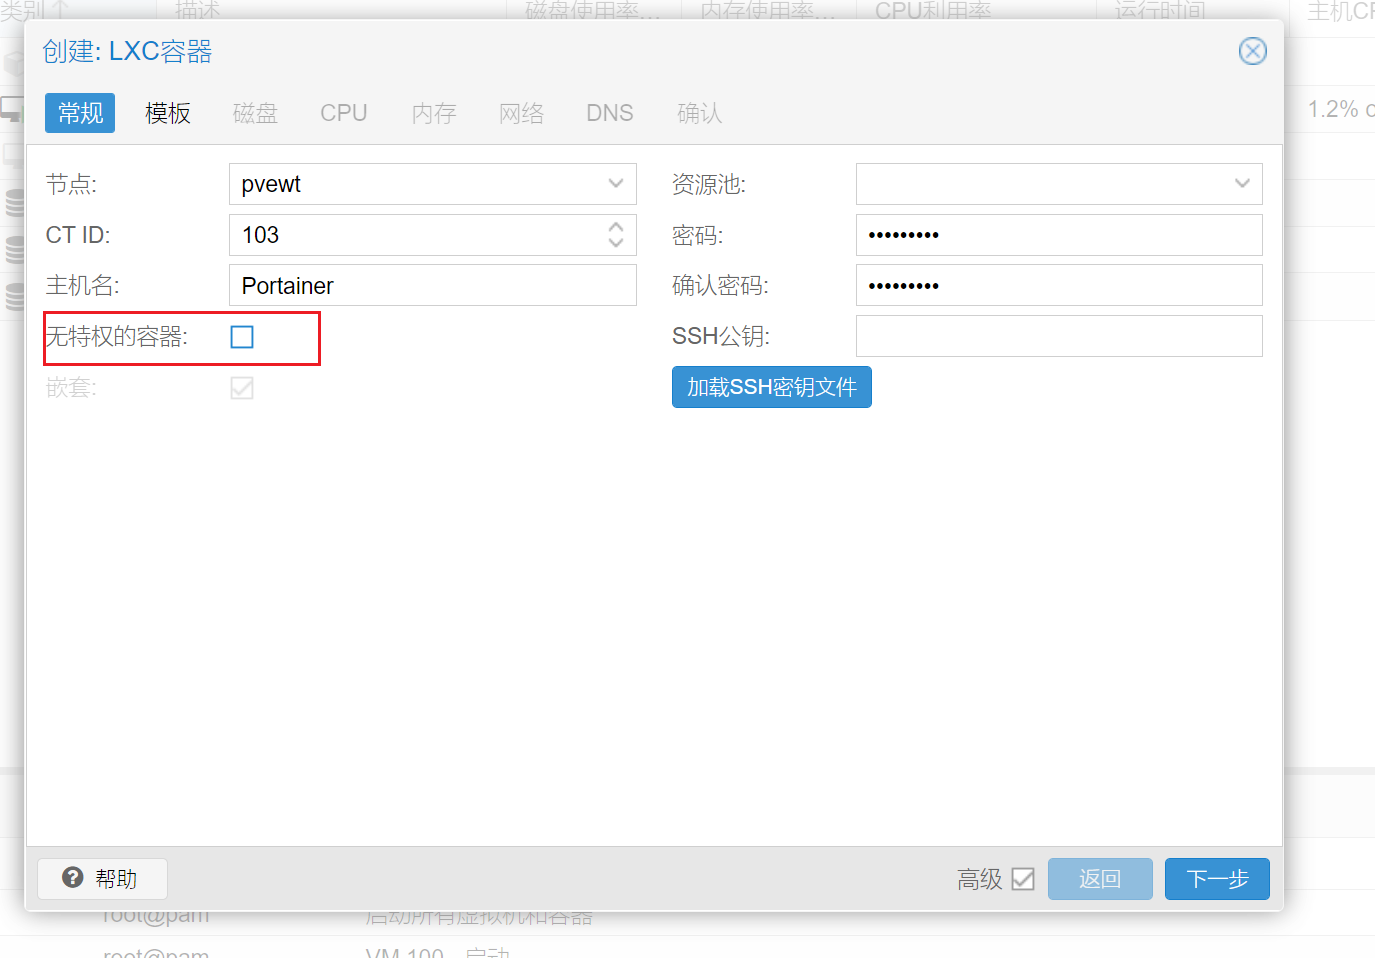 类别 描述 磁盘使用率... 内存使用率... CPU利用率 运行时间 主机CP
创建: LXC容器
常规 模板 磁盘 CPU 内存 网络 DNS 确认
1.2% o
节点: pvewt 资源池:
CT ID: 103 密码: •••••••••
主机名: Portainer 确认密码: •••••••••
无特权的容器: SSH公钥:
嵌套: 加载SSH密钥文件
帮助 高级 返回 下一步
root@pam 启动所有虚拟机和容器
root@pam VM 100 - 启动